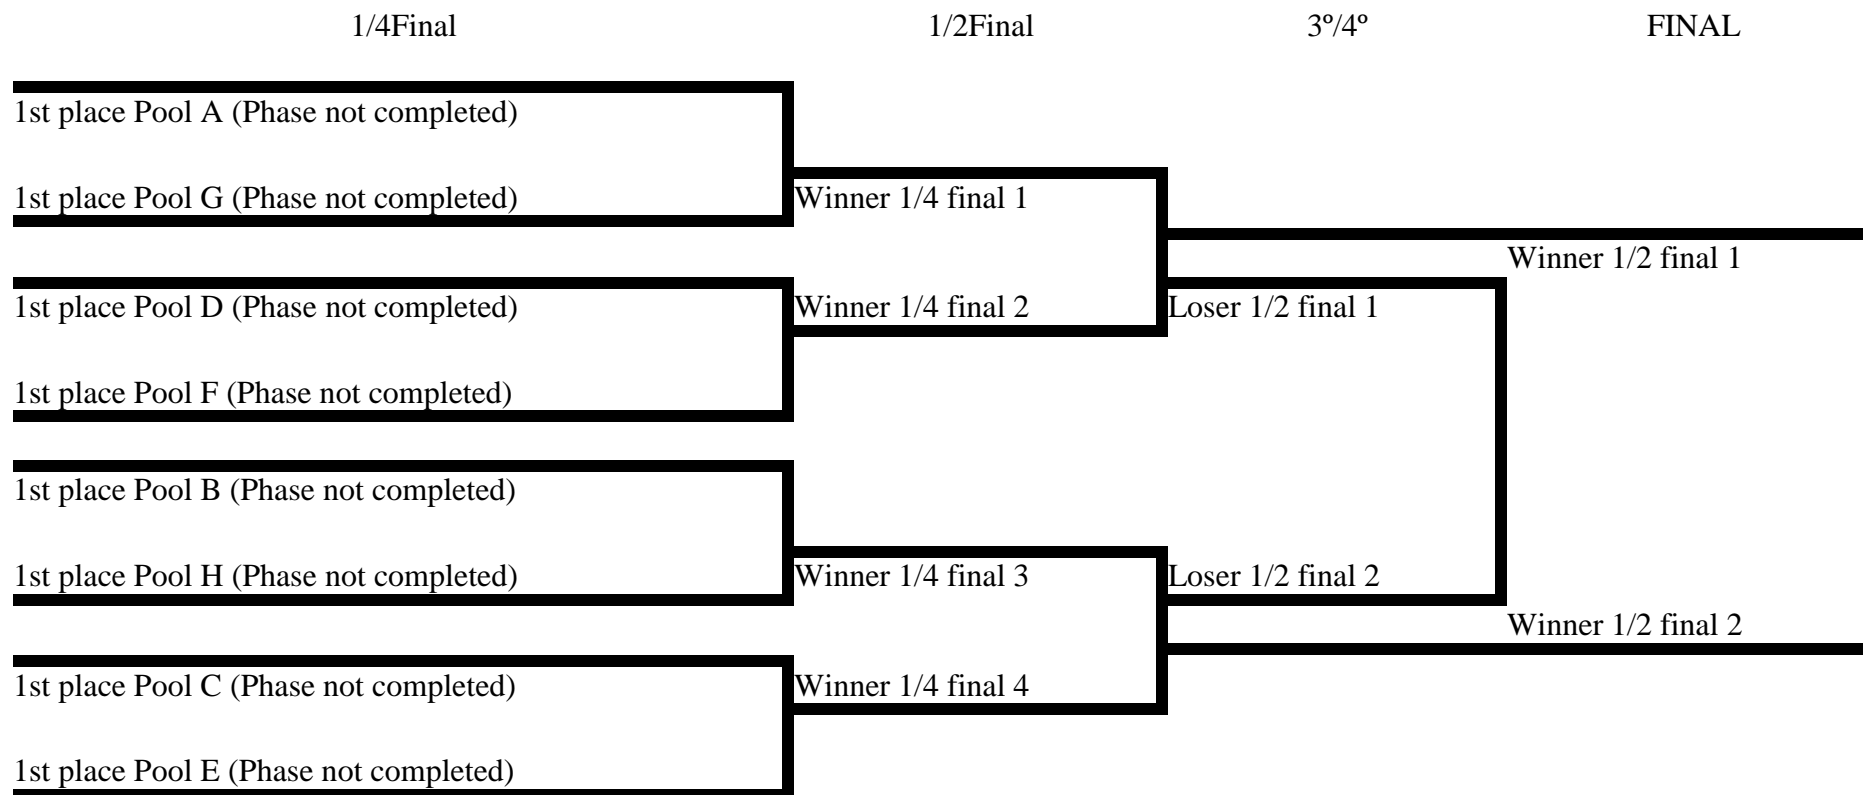 1/4Final 1/2Final 3º/4º FINAL
1st place Pool A (Phase not completed)
1st place Pool G (Phase not completed) Winner 1/4 final 1
Winner 1/2 final 1
1st place Pool D (Phase not completed) Winner 1/4 final 2 Loser 1/2 final 1
1st place Pool F (Phase not completed)
1st place Pool B (Phase not completed)
1st place Pool H (Phase not completed) Winner 1/4 final 3 Loser 1/2 final 2
Winner 1/2 final 2
1st place Pool C (Phase not completed) Winner 1/4 final 4
1st place Pool E (Phase not completed)